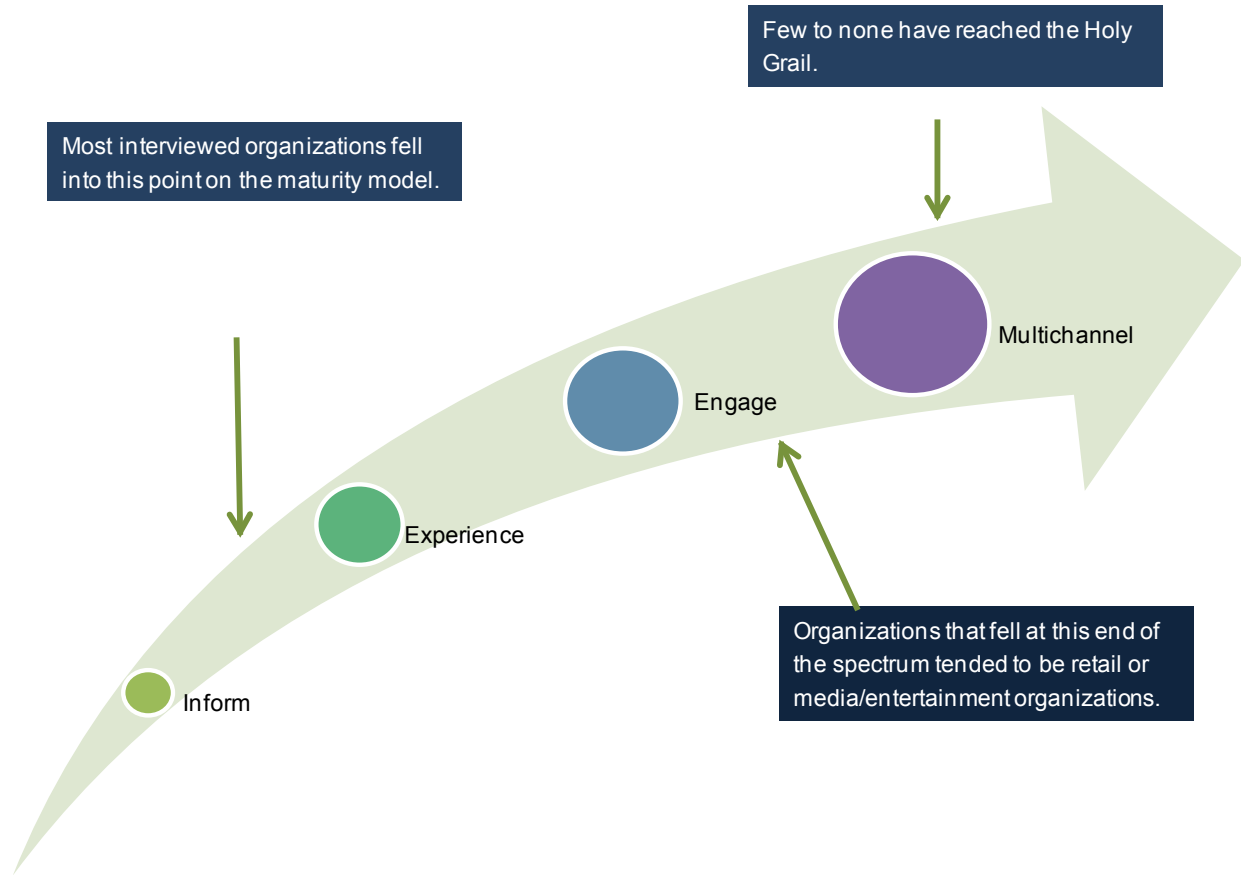 Few to none have reached the Holy
Grail.
Most interviewed organizations fell
into this point on the maturity model.
Multichannel
Engage
Experience
Organizations that fell at this end of
the spectrum tended to be retail or
media/entertainment organizations.
Inform